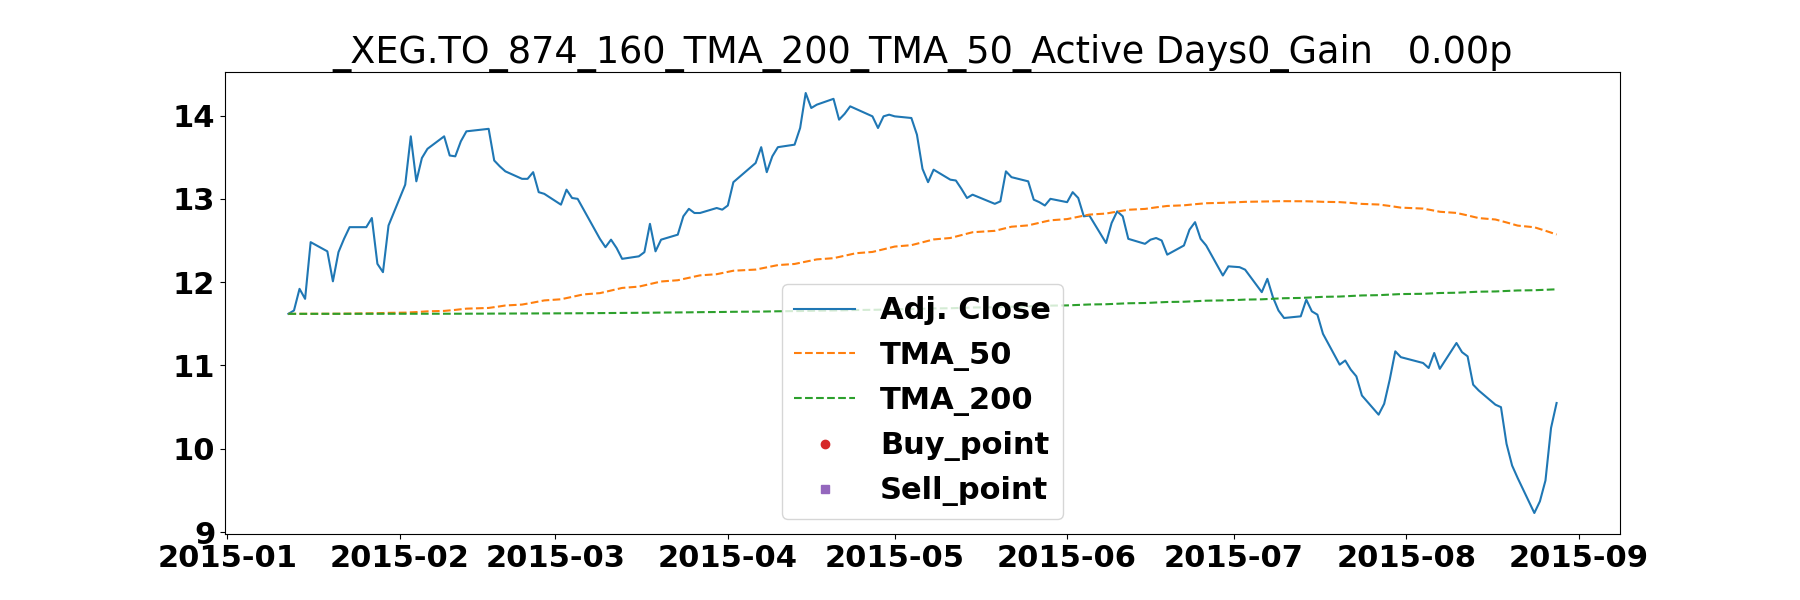 _XEG.TO_874_160_TMA_200_TMA_50_Active Days0_Gain   0.00p
14
13
12
11
10
9
Adj. Close
TMA_50
TMA_200
Buy_point
Sell_point
2015-01 2015-02 2015-03 2015-04 2015-05 2015-06 2015-07 2015-08 2015-09